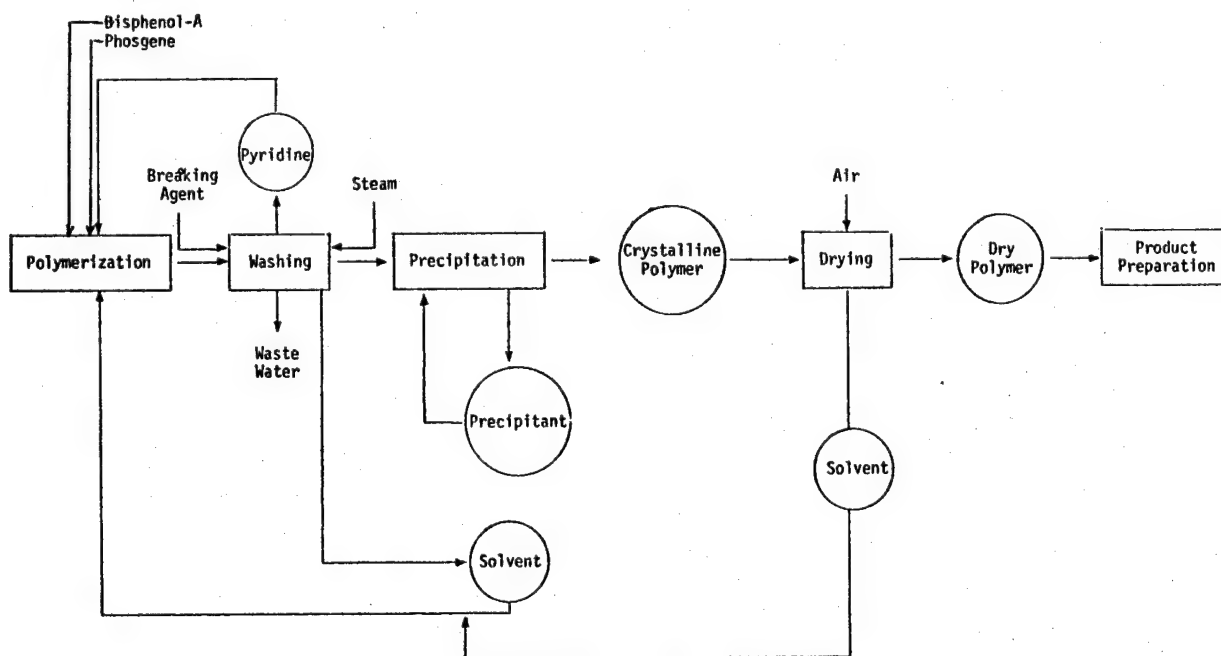 Bisphenol-A
Phosgene
Pyridine
Breaking
Agent
Steam
Air
Polymerization
Washing
Precipitation
Crystalline
Polymer
Drying
Dry
Polymer
Product
Preparation
Waste
Water
Precipitant
Solvent
Solvent